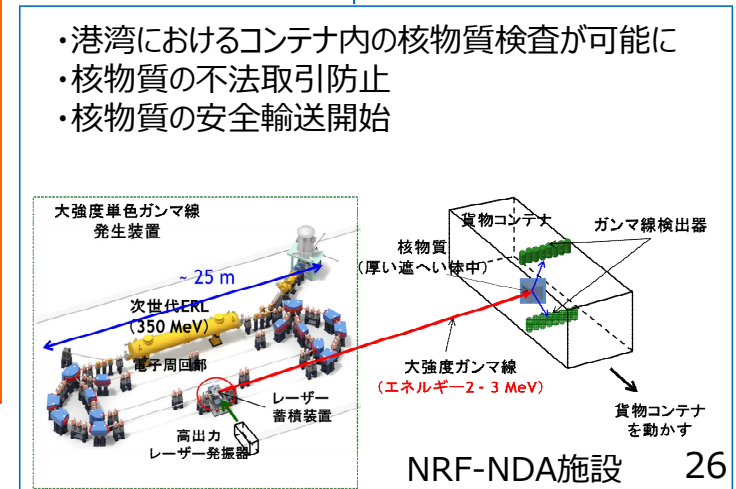 ・港湾におけるコンテナ内の核物質検査が可能に
・核物質の不法取引防止
・核物質の安全輸送開始
大強度単色ガンマ線
発生装置
~ 25 m
次世代ERL
(350 MeV)
電子周回部
レーザー
蓄積装置
高出力
レーザー発振器
貨物コンテナ
ガンマ線検出器
核物質
(厚い遮へい体中)
大強度ガンマ線
(エネルギー2 - 3 MeV)
貨物コンテナ
を動かす
NRF-NDA施設
26